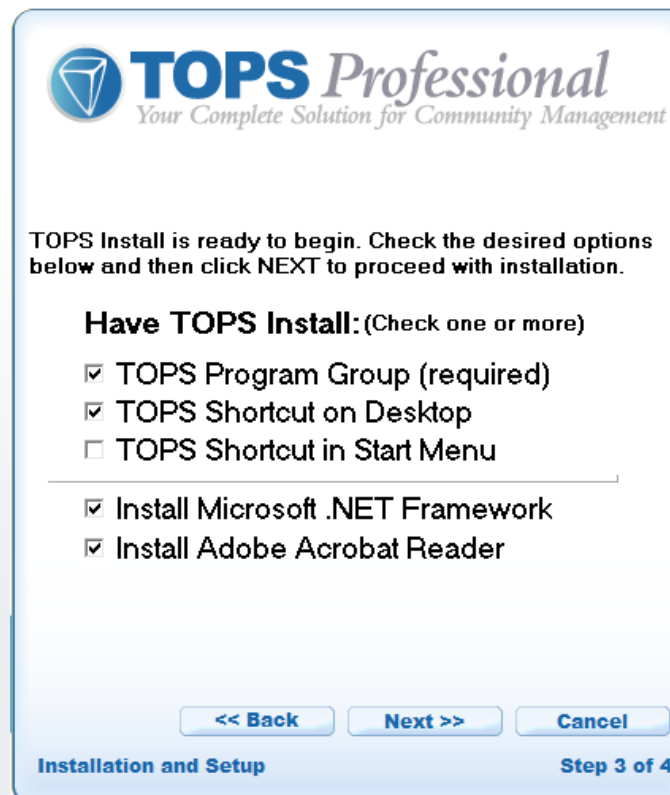 TOPS Professional
Your Complete Solution for Community Management
TOPS Install is ready to begin. Check the desired options
below and then click NEXT to proceed with installation.
Have TOPS Install: (Check one or more)
TOPS Program Group (required)
TOPS Shortcut on Desktop
TOPS Shortcut in Start Menu
Install Microsoft .NET Framework
Install Adobe Acrobat Reader
<< Back Next >> Cancel
Installation and Setup Step 3 of 4